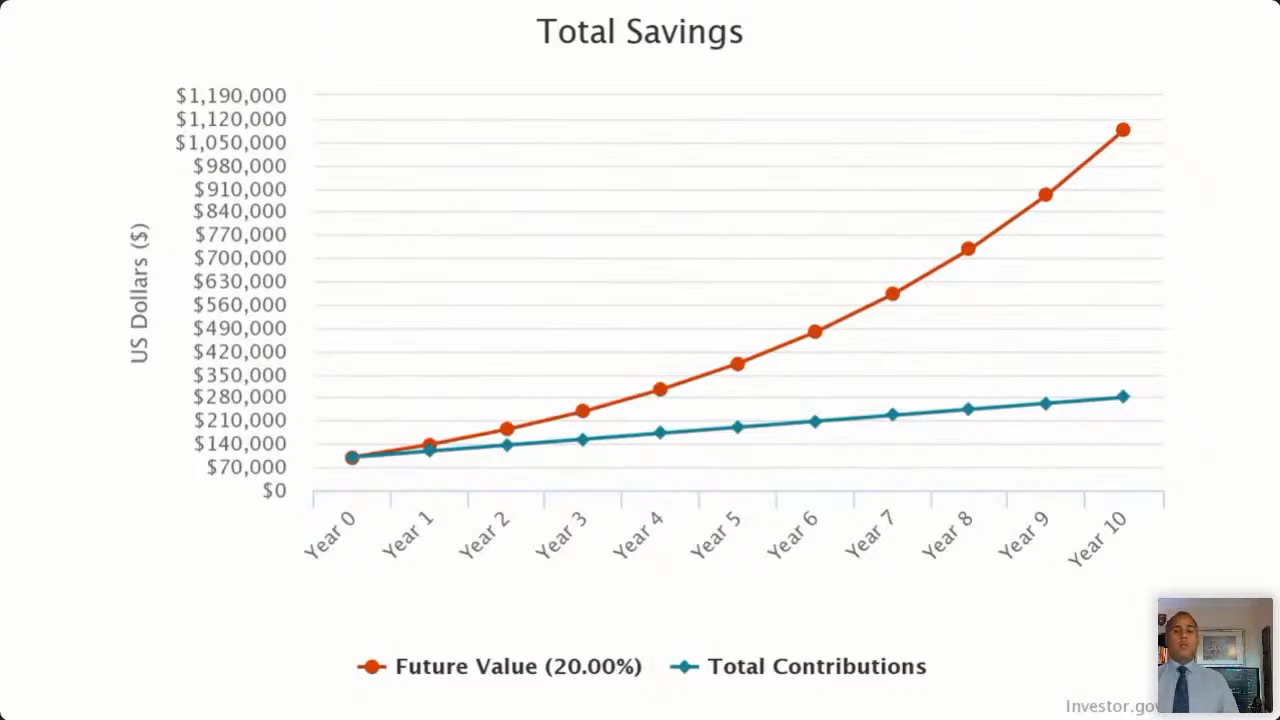 Total Savings
US Dollars ($)
$1,190,000
$1,120,000
$1,050,000
$980,000
$910,000
$840,000
$770,000
$700,000
$630,000
$560,000
$490,000
$420,000
$350,000
$280,000
$210,000
$140,000
$70,000
$0
Year 0
Year 1
Year 2
Year 3
Year 4
Year 5
Year 6
Year 7
Year 8
Year 9
Year 10
Future Value (20.00%)
Total Contributions
Investor.gov